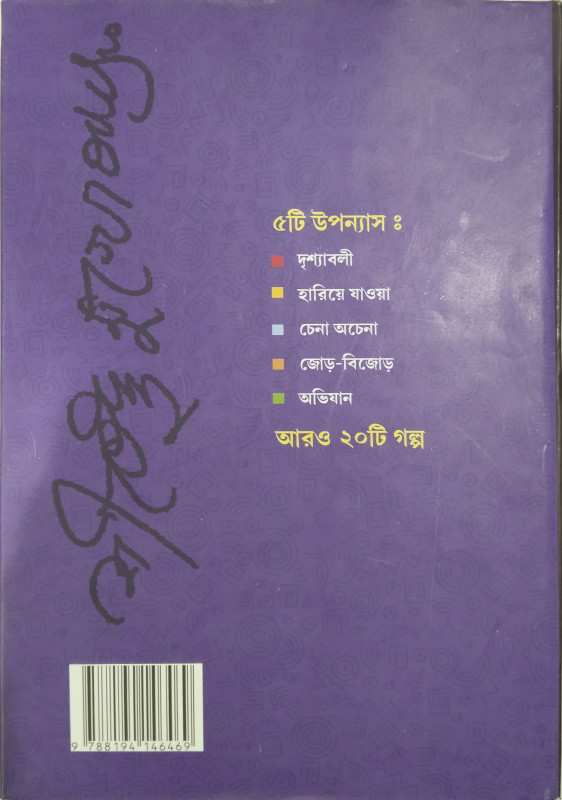 শীর্ষেন্দু মুখোপাধ্যায়
৫টি উপন্যাস ঃ
দৃশ্যাবলী
হারিয়ে যাওয়া
চেনা অচেনা
জোড়-বিজোড়
অভিযান
আরও ২০টি গল্প
9 788194 146469